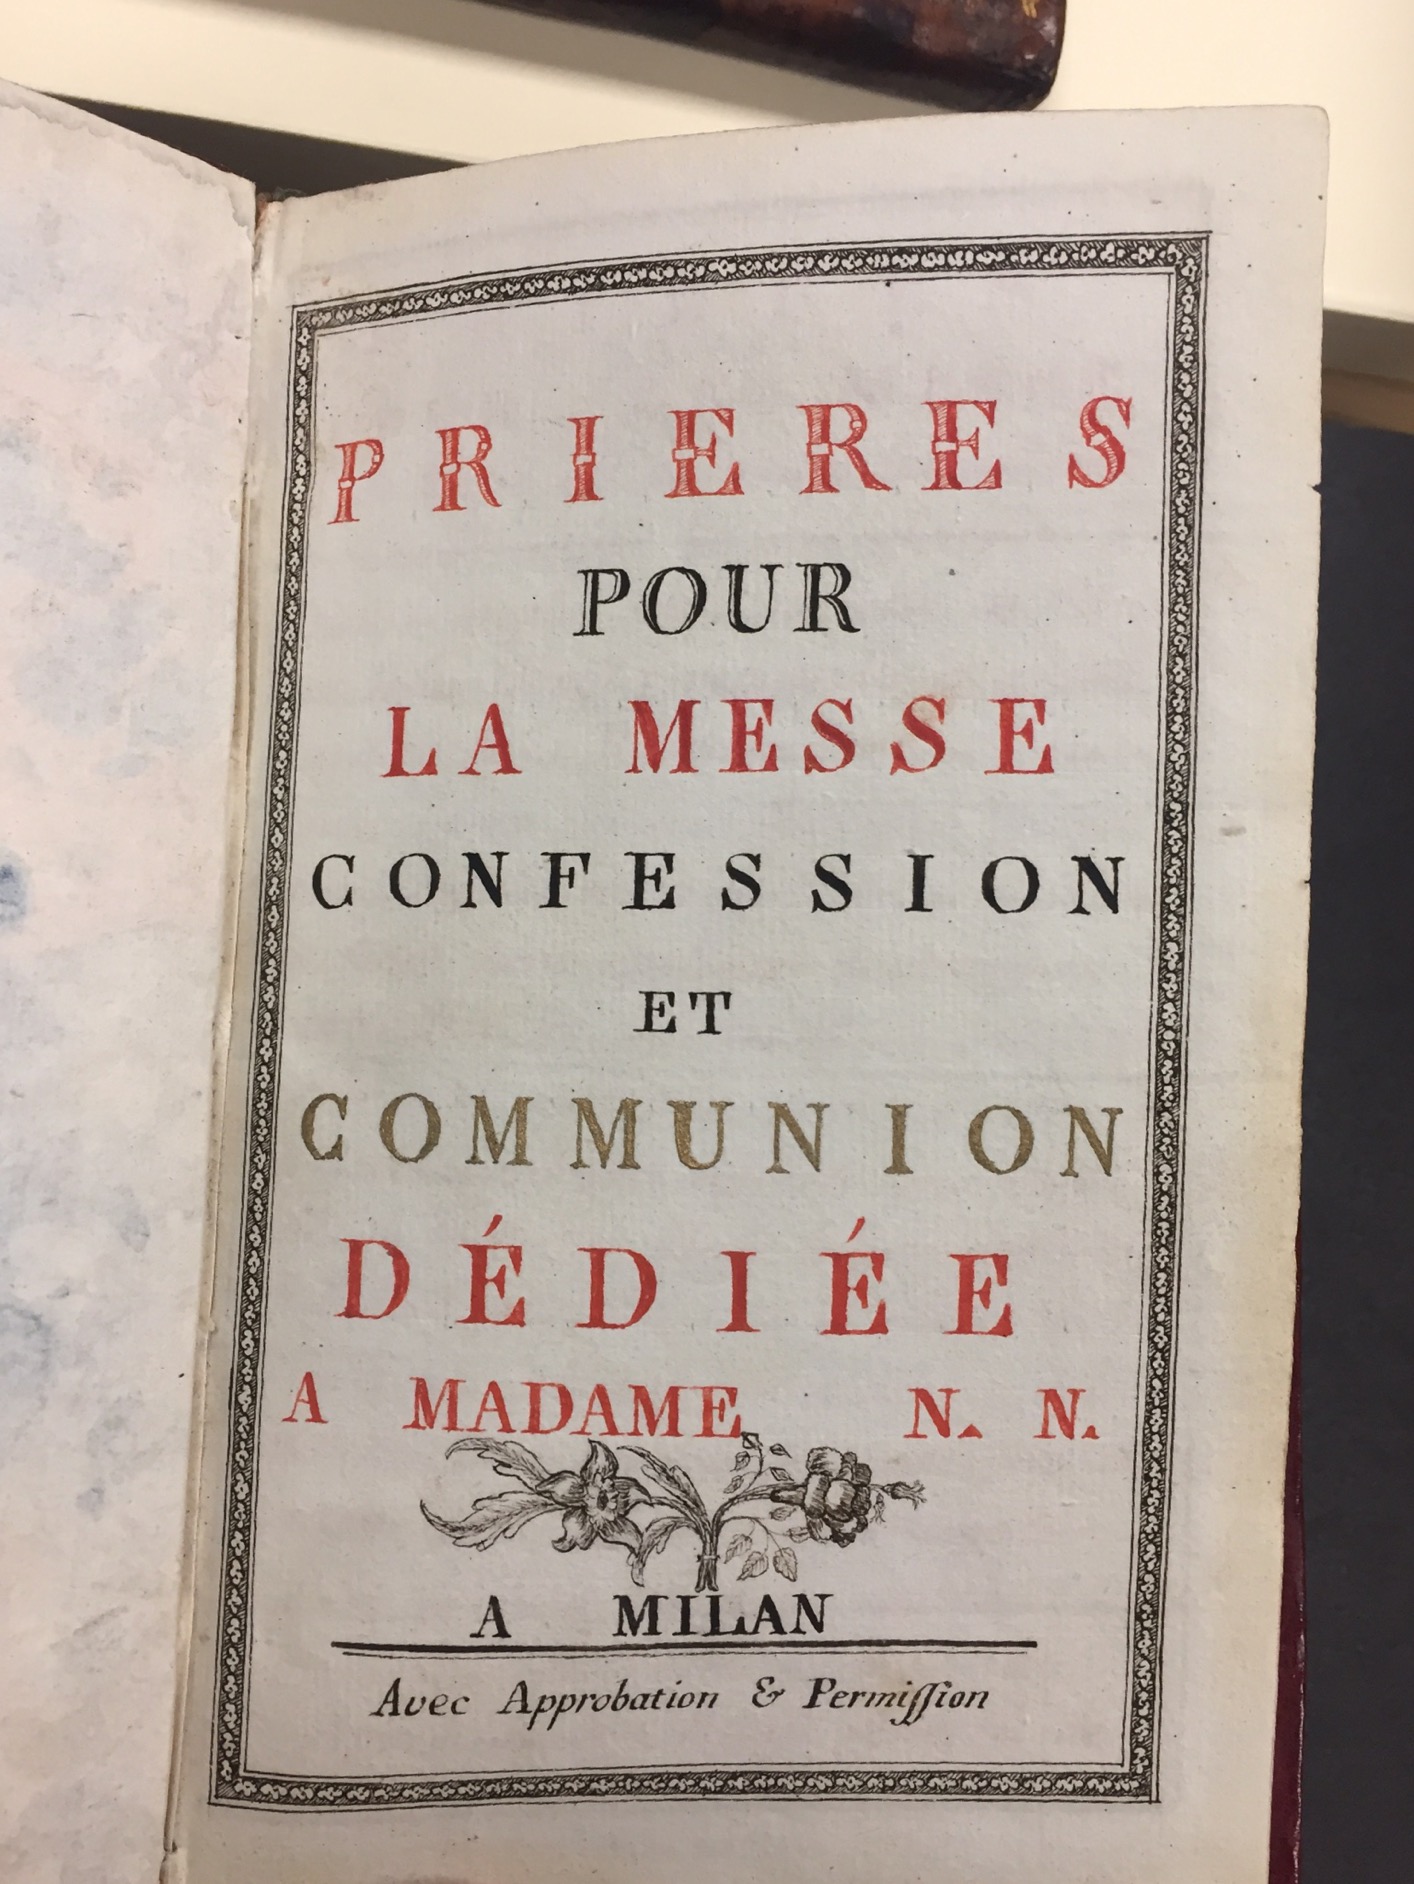 PRIERES
POUR
LA MESSE
CONFESSION
ET
COMMUNION
DÉDIÉE
A MADAME N. N.
A MILAN
Avec Approbation & Permiſſion